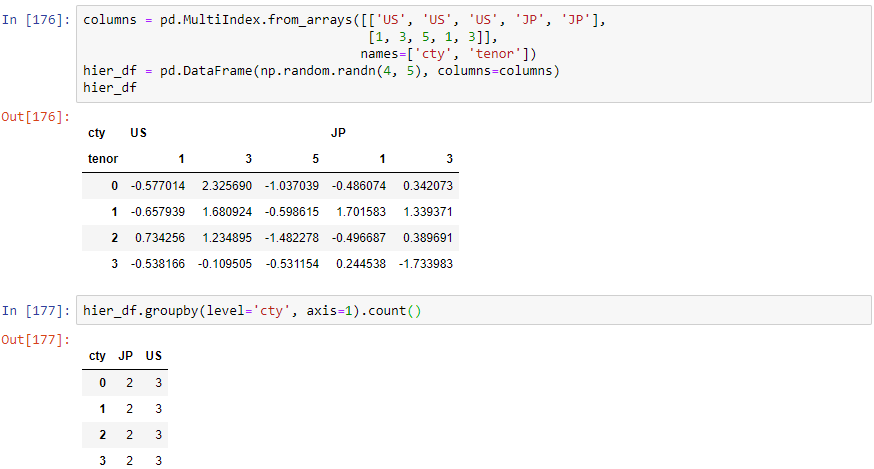 In [176]: columns = pd.MultiIndex.from_arrays([['US', 'US', 'US', 'JP', 'JP'],
[1, 3, 5, 1, 3]],
names=['cty', 'tenor'])
hier_df = pd.DataFrame(np.random.randn(4, 5), columns=columns)
hier_df
Out[176]:
cty US JP
tenor 1 3 5 1 3
0 -0.577014 2.325690 -1.037039 -0.486074 0.342073
1 -0.657939 1.680924 -0.598615 1.701583 1.339371
2 0.734256 1.234895 -1.482278 -0.496687 0.389691
3 -0.538166 -0.109505 -0.531154 0.244538 -1.733983
In [177]: hier_df.groupby(level='cty', axis=1).count()
Out[177]:
cty JP US
0 2 3
1 2 3
2 2 3
3 2 3